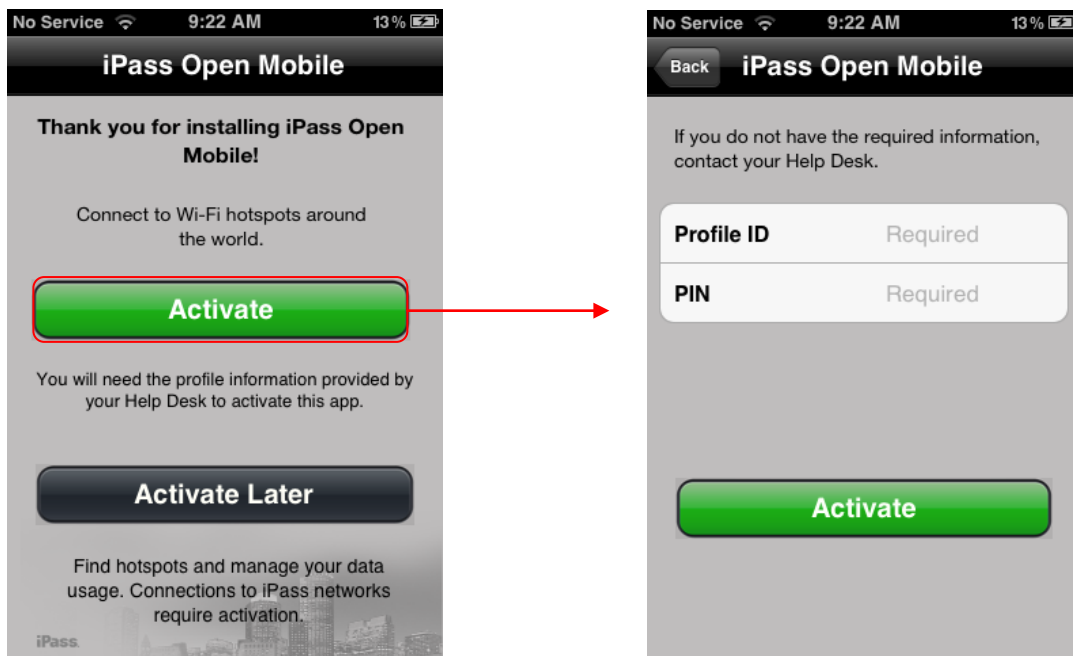 No Service 9:22 AM 13%
iPass Open Mobile
Thank you for installing iPass Open
Mobile!
Connect to Wi-Fi hotspots around
the world.
Activate
You will need the profile information provided by
your Help Desk to activate this app.
Activate Later
Find hotspots and manage your data
usage. Connections to iPass networks
require activation.
iPass.
No Service 9:22 AM 13%
Back iPass Open Mobile
If you do not have the required information,
contact your Help Desk.
Profile ID Required
PIN Required
Activate